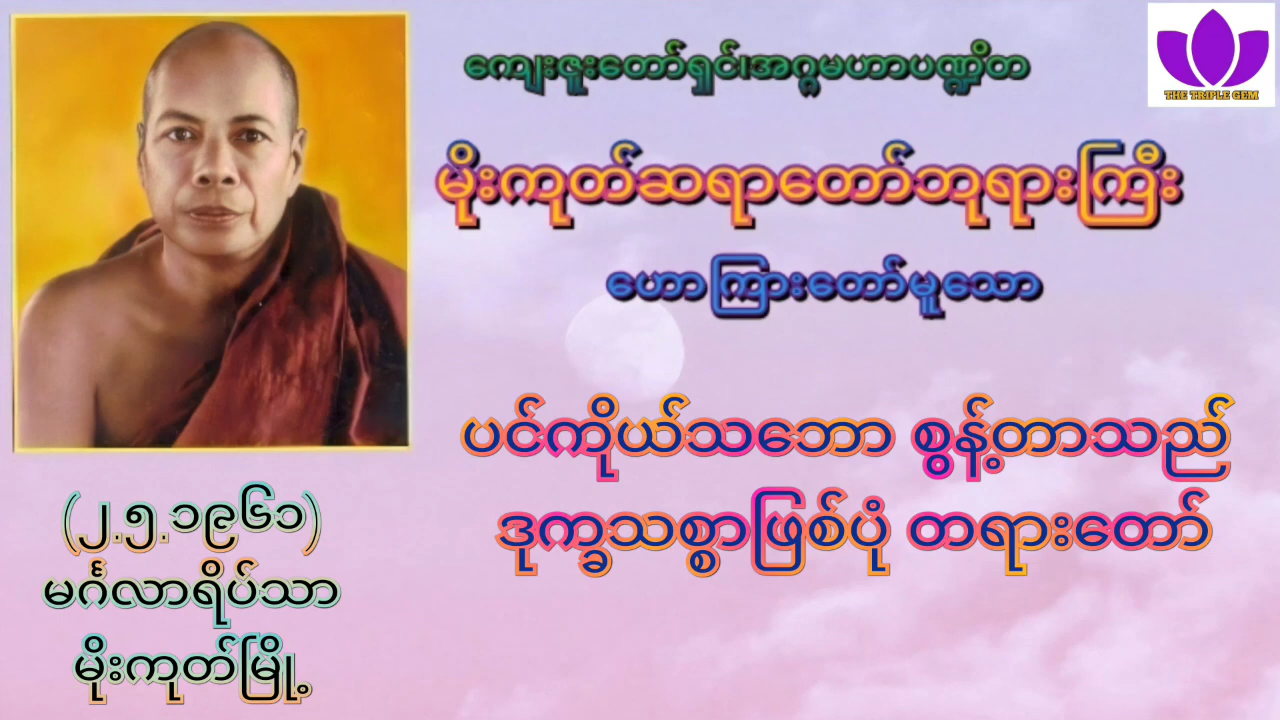 ကျေးဇူးတော်ရှင်၊အဂ္ဂမဟာပဏ္ဍိတ
မိုးကုတ်ဆရာတော်ဘုရားကြီး
ဟောကြားတော်မူသော
ပင်ကိုယ်သဘော စွန့်တာသည်
ဒုက္ခသစ္စာဖြစ်ပုံ တရားတော်
(၂.၅.၁၉၆၁)
မင်္ဂလာရိပ်သာ
မိုးကုတ်မြို့
THE TRIPLE GEM